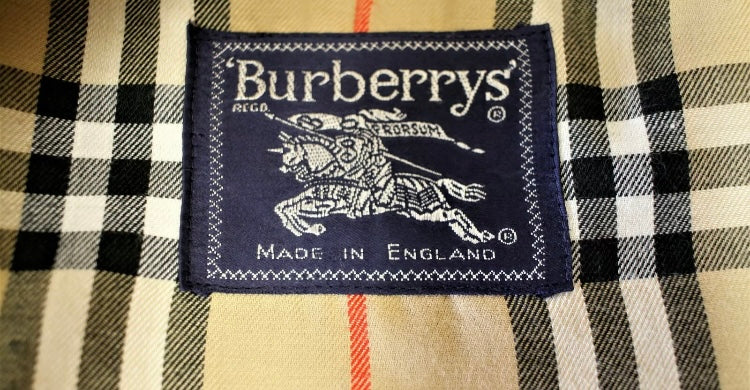 'Burberrys'
REGD.
®
PRORSUM
®
MADE IN ENGLAND